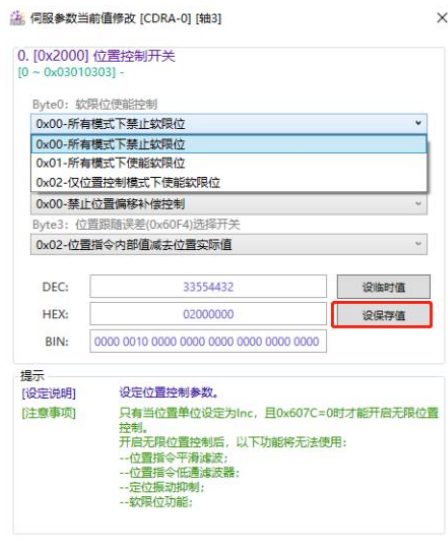 伺服参数当前值修改 [CDRA-0] [轴3]
0. [0x2000] 位置控制开关
[0 ~ 0x03010303] -
Byte0：软限位使能控制
0x00-所有模式下禁止软限位
0x00-所有模式下禁止软限位
0x01-所有模式下使能软限位
0x02-仅位置控制模式下使能软限位
0x00-禁止位置偏移补偿控制
Byte3：位置跟随误差(0x60F4)选择开关
0x02-位置指令内部值减去位置实际值
DEC: 33554432 设临时值
HEX: 02000000 设保存值
BIN: 0000 0010 0000 0000 0000 0000 0000 0000
提示
[设定说明] 设定位置控制参数。
[注意事项] 只有当位置单位设定为Inc，且0x607C=0时才能开启无限位置
控制。
开启无限位置控制后，以下功能将无法使用：
--位置指令平滑滤波；
--位置指令低通滤波器；
--定位振动抑制；
--软限位功能；